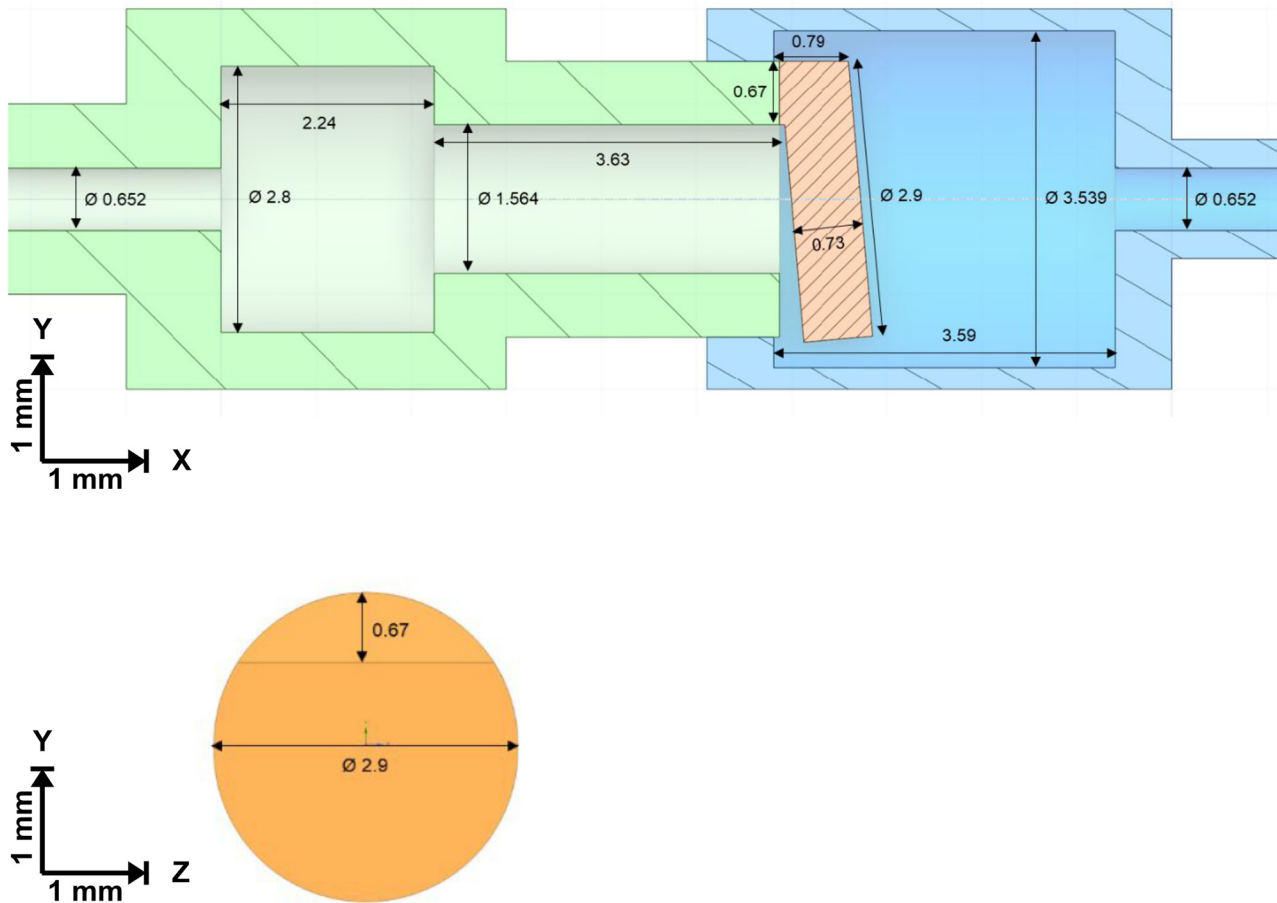 0.79
0.67
2.24
3.63
Ø 0.652
Ø 2.8
Ø 1.564
Ø 2.9
Ø 3.539
Ø 0.652
0.73
3.59
Y
1 mm
1 mm
X
0.67
Ø 2.9
Y
1 mm
1 mm
Z